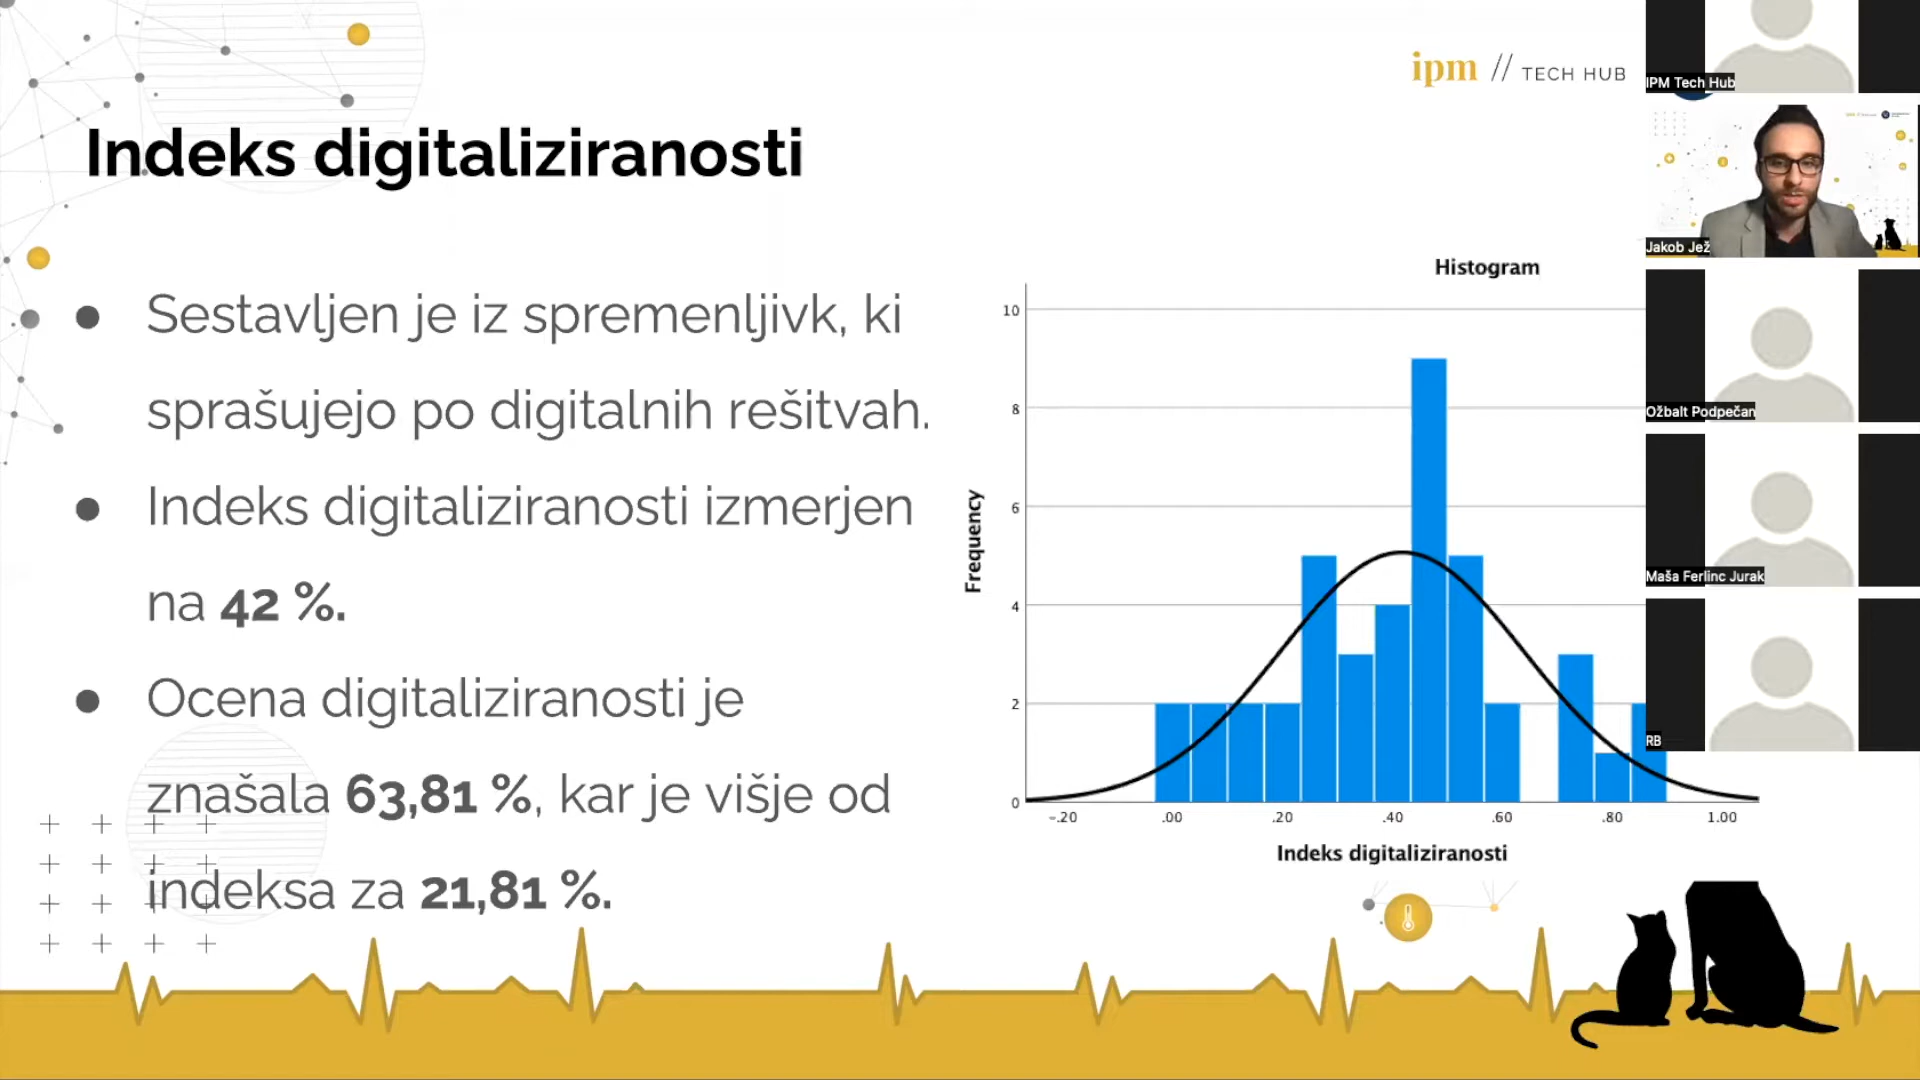 ipm // TECH HUB
Indeks digitaliziranosti
Sestavljen je iz spremenljivk, ki
sprašujejo po digitalnih rešitvah.
Indeks digitaliziranosti izmerjen
na 42 %.
Ocena digitaliziranosti je
znašala 63,81 %, kar je višje od
indeksa za 21,81 %.
Histogram
Frequency
10
8
6
4
2
0
-.20 .00 .20 .40 .60 .80 1.00
Indeks digitaliziranosti
IPM Tech Hub
Jakob Jež
Ožbalt Podpečan
Maša Ferlinc Jurak
RB